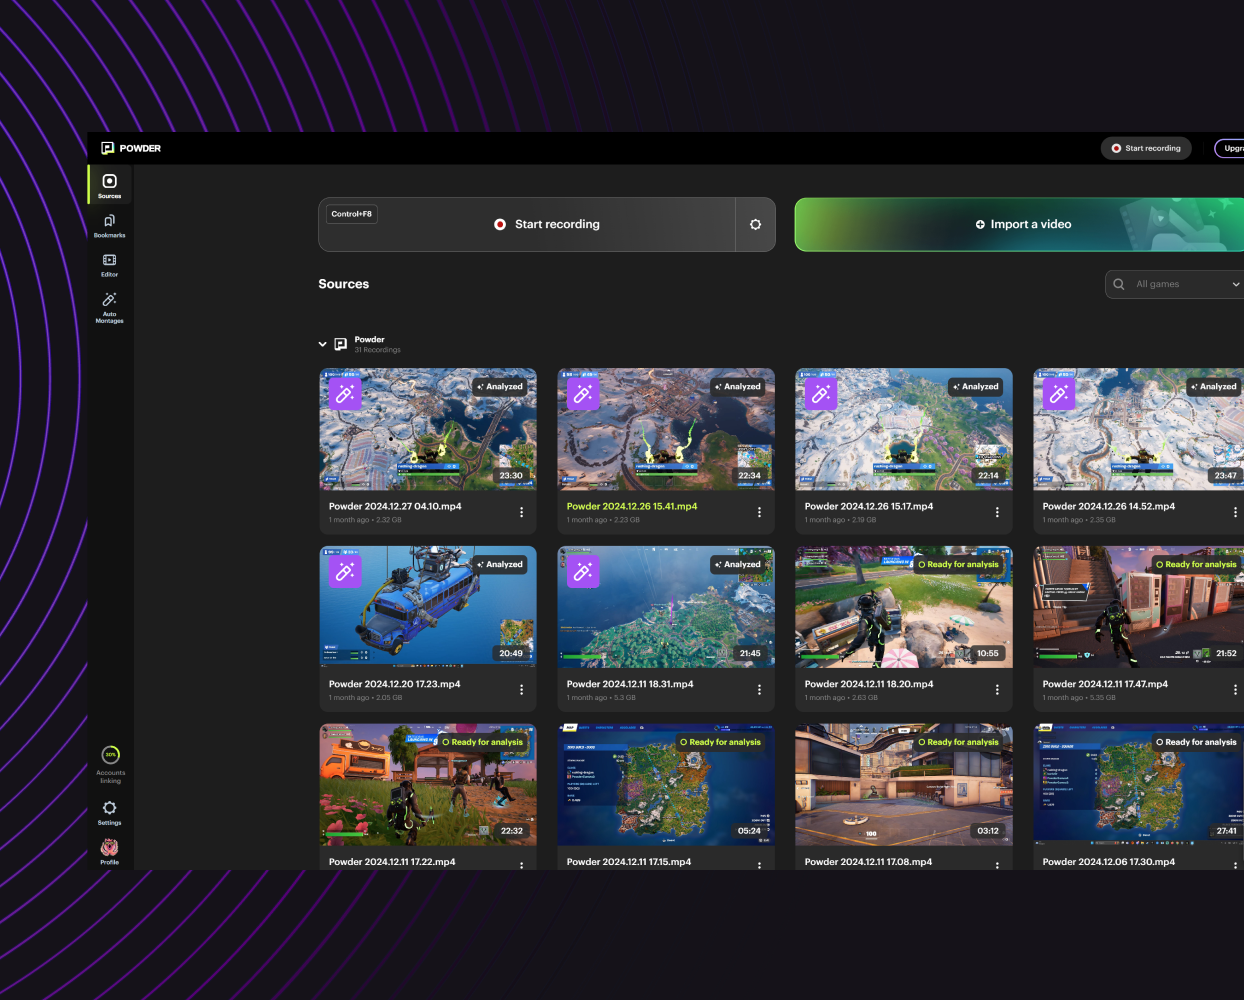 POWDER
Start recording
Upgra
Sources
Bookmarks
Editor
Auto
Montages
30%
Accounts
linking
Settings
Profile
Control+F8
Start recording
Import a video
Sources
All games
Powder
31 Recordings
Analyzed
23:30
Powder 2024.12.27 04.10.mp4
1 month ago • 2.32 GB
Analyzed
22:34
Powder 2024.12.26 15.41.mp4
1 month ago • 2.23 GB
Analyzed
22:14
Powder 2024.12.26 15.17.mp4
1 month ago • 2.19 GB
Analyzed
23:47
Powder 2024.12.26 14.52.mp4
1 month ago • 2.35 GB
Analyzed
20:49
Powder 2024.12.20 17.23.mp4
1 month ago • 2.05 GB
Analyzed
21:45
Powder 2024.12.11 18.31.mp4
1 month ago • 5.3 GB
Ready for analysis
10:55
Powder 2024.12.11 18.20.mp4
1 month ago • 2.63 GB
Ready for analysis
21:52
Powder 2024.12.11 17.47.mp4
1 month ago • 5.35 GB
Ready for analysis
22:32
Powder 2024.12.11 17.22.mp4
Ready for analysis
05:24
Powder 2024.12.11 17.15.mp4
Ready for analysis
100
03:12
Powder 2024.12.11 17.08.mp4
Ready for analysis
27:41
Powder 2024.12.06 17.30.mp4